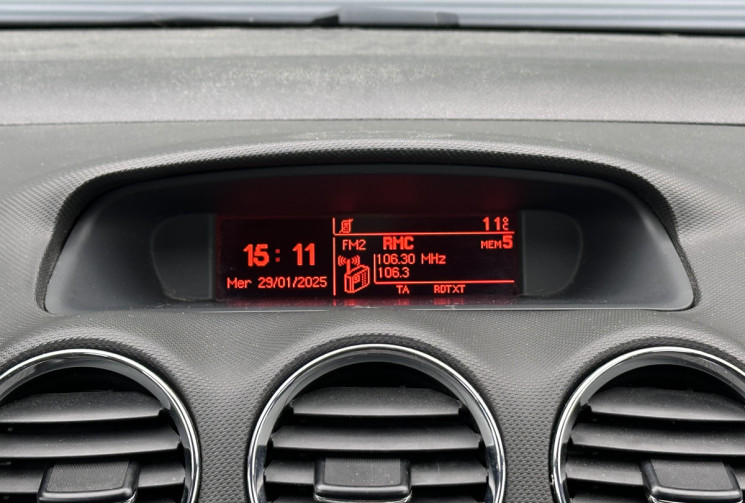 11°C
15:11
FM2 RMC MEM5
106.30 MHz
106.3
Mer 29/01/2025
TA RDTXT